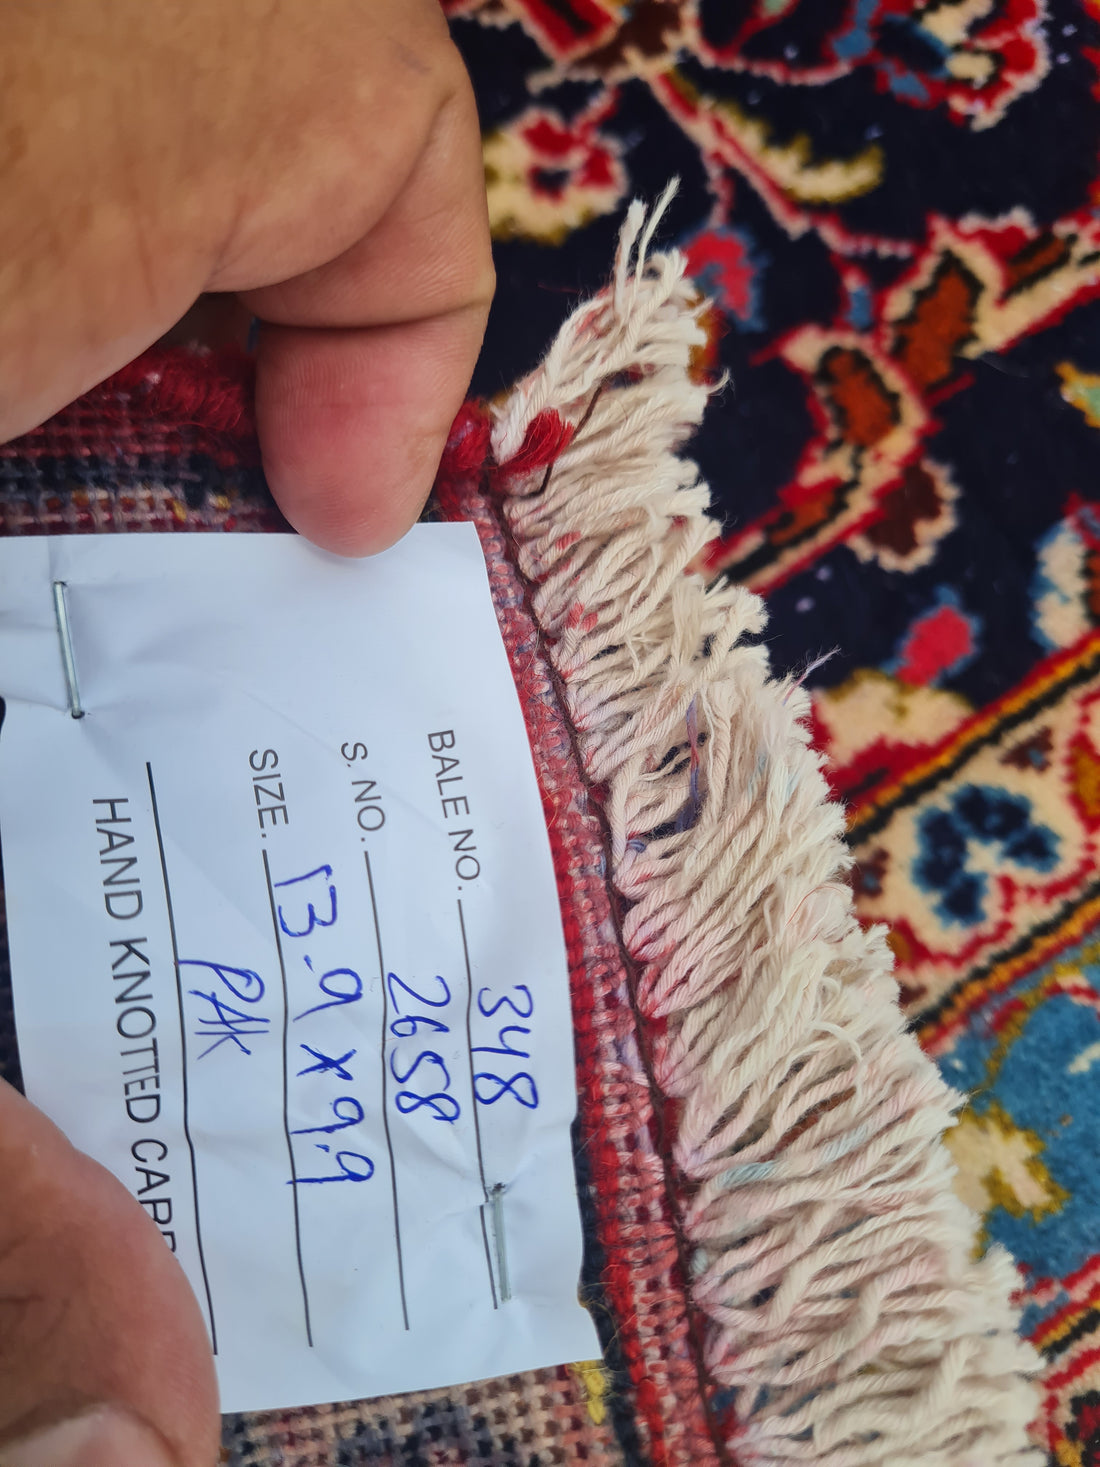 BALE NO. 348
S. NO. 2658
SIZE. 13.9 x 9.9
PAK
HAND KNOTTED CARP